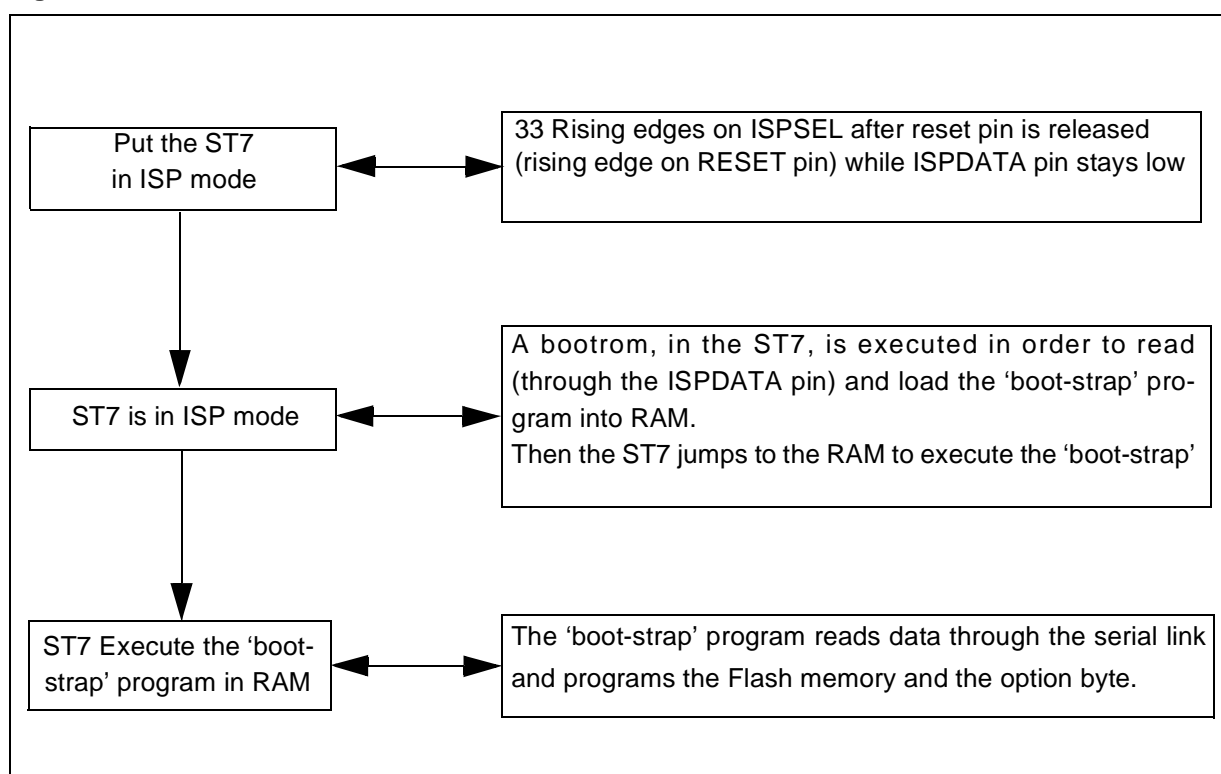 Put the ST7
in ISP mode
33 Rising edges on ISPSEL after reset pin is released
(rising edge on RESET pin) while ISPDATA pin stays low
ST7 is in ISP mode
A bootrom, in the ST7, is executed in order to read
(through the ISPDATA pin) and load the ‘boot-strap’ pro-
gram into RAM.
Then the ST7 jumps to the RAM to execute the ‘boot-strap’
ST7 Execute the ‘boot-
strap’ program in RAM
The ‘boot-strap’ program reads data through the serial link
and programs the Flash memory and the option byte.